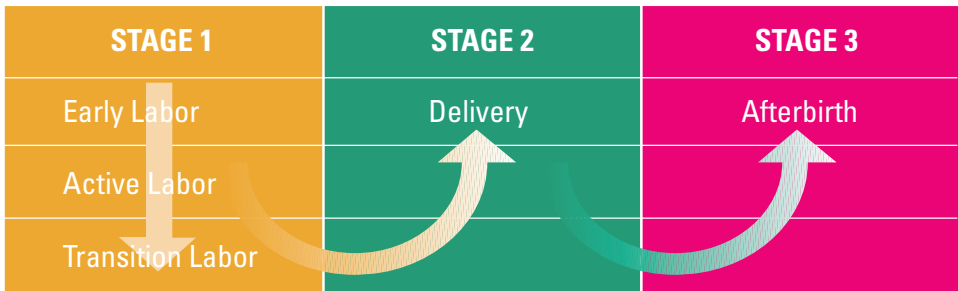 STAGE 1 STAGE 2 STAGE 3
Early Labor Delivery Afterbirth
Active Labor
Transition Labor